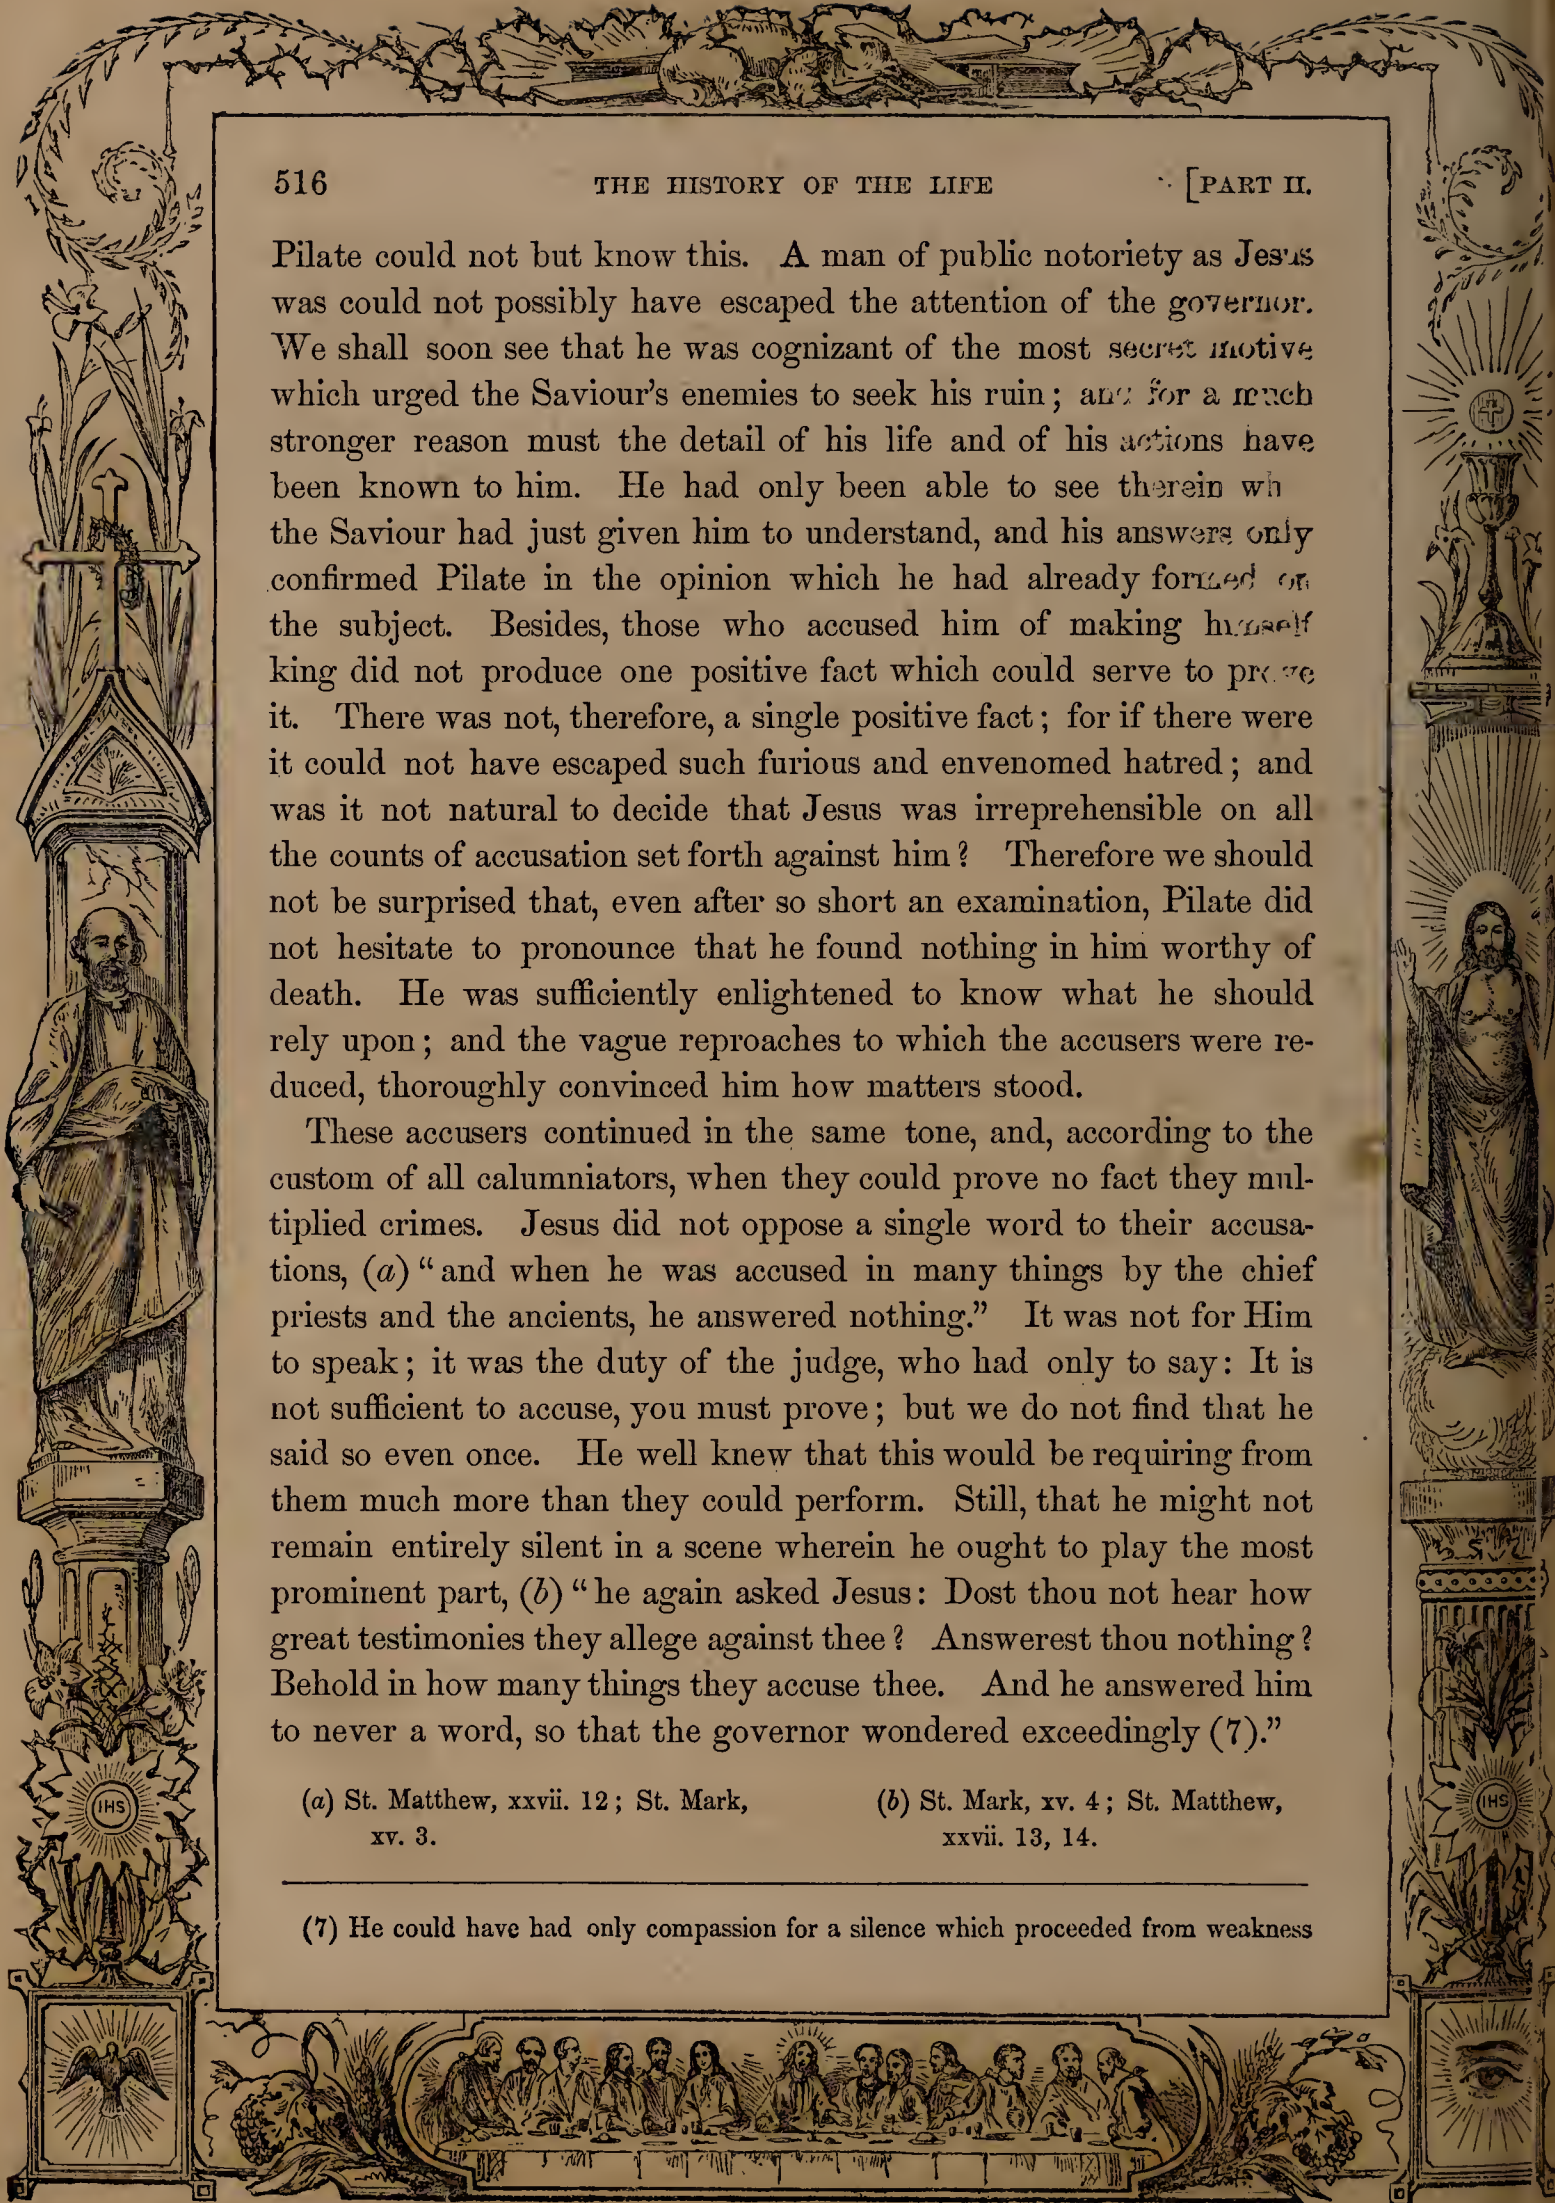 516 THE HISTORY OF THE LIFE [PART II.
Pilate could not but know this. A man of public notoriety as Jesus
was could not possibly have escaped the attention of the governor.
We shall soon see that he was cognizant of the most secret motive
which urged the Saviour's enemies to seek his ruin; and for a much
stronger reason must the detail of his life and of his actions have
been known to him. He had only been able to see therein
the Saviour had just given him to understand, and his answers only
confirmed Pilate in the opinion which he had already formed on
the subject. Besides, those who accused him of making himself
king did not produce one positive fact which could serve to prove
it. There was not, therefore, a single positive fact; for if there were
it could not have escaped such furious and envenomed hatred; and
was it not natural to decide that Jesus was irreprehensible on all
the counts of accusation set forth against him? Therefore we should
not be surprised that, even after so short an examination, Pilate did
not hesitate to pronounce that he found nothing in him worthy of
death. He was sufficiently enlightened to know what he should
rely upon; and the vague reproaches to which the accusers were re-
duced, thoroughly convinced him how matters stood.
These accusers continued in the same tone, and, according to the
custom of all calumniators, when they could prove no fact they mul-
tiplied crimes. Jesus did not oppose a single word to their accusa-
tions, (a) "and when he was accused in many things by the chief
priests and the ancients, he answered nothing." It was not for Him
to speak; it was the duty of the judge, who had only to say: It is
not sufficient to accuse, you must prove; but we do not find that he
said so even once. He well knew that this would be requiring from
them much more than they could perform. Still, that he might not
remain entirely silent in a scene wherein he ought to play the most
prominent part, (b) "he again asked Jesus: Dost thou not hear how
great testimonies they allege against thee? Answerest thou nothing?
Behold in how many things they accuse thee. And he answered him
to never a word, so that the governor wondered exceedingly (7)."
(a) St. Matthew, xxvii. 12; St. Mark,
xv. 3.
(b) St. Mark, xv. 4; St. Matthew,
xxvii. 13, 14.
(7) He could have had only compassion for a silence which proceeded from weakness
IHS
IHS